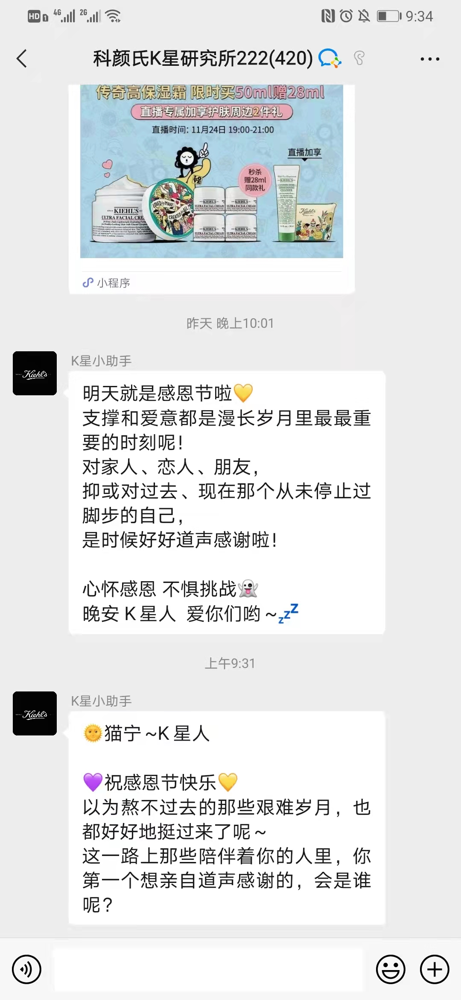 HD 1 4G 2G 9:34
科颜氏K星研究所222(420)
传奇高保湿霜 限时买50ml赠28ml
直播专属加享护肤周边2件礼
直播时间: 11月24日 19:00-21:00
直播加享
秒杀
赠28ml
同款礼
LOVE
KIEHL'S
ULTRA FACIAL CRE
LOVED by MANY
CREATED for ALL
KIEHL'S
ULTRA FACIAL CREAM
KIEHL'S
ULTRA FACIAL CREAM
KIEHL'S
ULTRA FACIAL CREAM
KIEHL'S
ULTRA FACIAL CREAM
KIEHL'S
CUCUMBER HERBAL
CONDITIONING
CLEANSER
Kiehl's
小程序
昨天 晚上10:01
Kiehl's
K星小助手
明天就是感恩节啦💛
支撑和爱意都是漫长岁月里最最重
要的时刻呢！
对家人、恋人、朋友，
抑或对过去、现在那个从未停止过
脚步的自己，
是时候好好道声感谢啦！
心怀感恩 不惧挑战👻
晚安 K 星人 爱你们哟 ~💤
上午9:31
Kiehl's
K星小助手
🌞猫宁 ~K 星人
💜祝感恩节快乐💛
以为熬不过去的那些艰难岁月，也
都好好地挺过来了呢 ~
这一路上那些陪伴着你的人里，你
第一个想亲自道声感谢的，会是谁
呢？